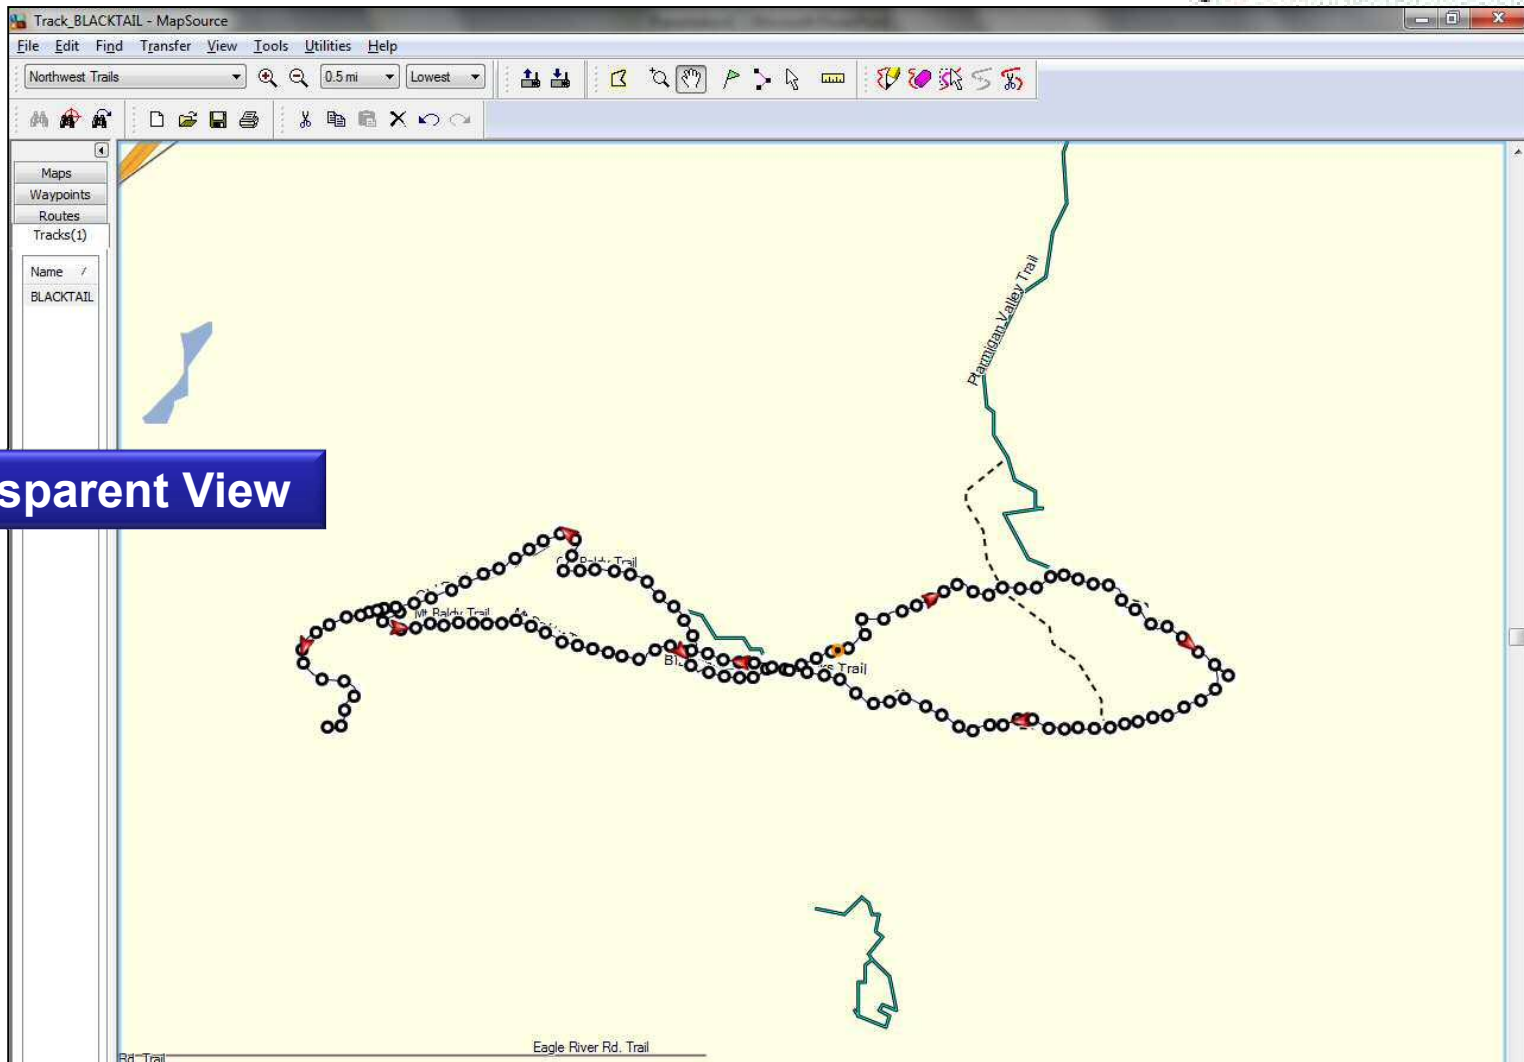 Track_BLACKTAIL - MapSource
File Edit Find Transfer View Tools Utilities Help
Northwest Trails 0.5 mi Lowest
Maps
Waypoints
Routes
Tracks(1)
Name
BLACKTAIL
Ptarmigan Valley Trail
sparent View
Baldy Trail
Mt Baldy Trail
Trail
Eagle River Rd. Trail
Rd. Trail